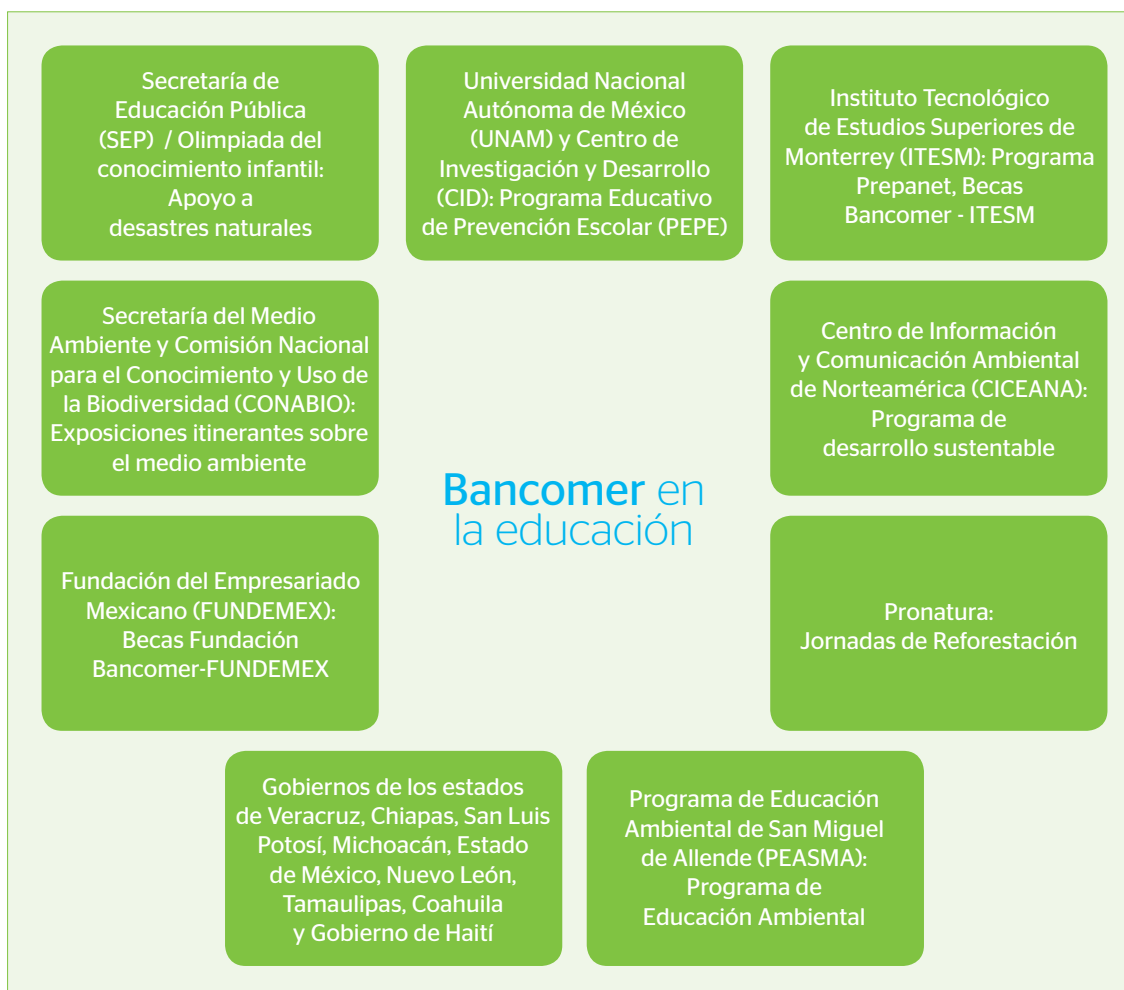 Secretaría de
Educación Pública
(SEP) / Olimpiada del
conocimiento infantil:
Apoyo a
desastres naturales
Universidad Nacional
Autónoma de México
(UNAM) y Centro de
Investigación y Desarrollo
(CID): Programa Educativo
de Prevención Escolar (PEPE)
Instituto Tecnológico
de Estudios Superiores de
Monterrey (ITESM): Programa
Prepanet, Becas
Bancomer - ITESM
Secretaría del Medio
Ambiente y Comisión Nacional
para el Conocimiento y Uso de
la Biodiversidad (CONABIO):
Exposiciones itinerantes sobre
el medio ambiente
Centro de Información
y Comunicación Ambiental
de Norteamérica (CICEANA):
Programa de
desarrollo sustentable
Bancomer en
la educación
Fundación del Empresariado
Mexicano (FUNDEMEX):
Becas Fundación
Bancomer-FUNDEMEX
Pronatura:
Jornadas de Reforestación
Gobiernos de los estados
de Veracruz, Chiapas, San Luis
Potosí, Michoacán, Estado
de México, Nuevo León,
Tamaulipas, Coahuila
y Gobierno de Haití
Programa de Educación
Ambiental de San Miguel
de Allende (PEASMA):
Programa de
Educación Ambiental